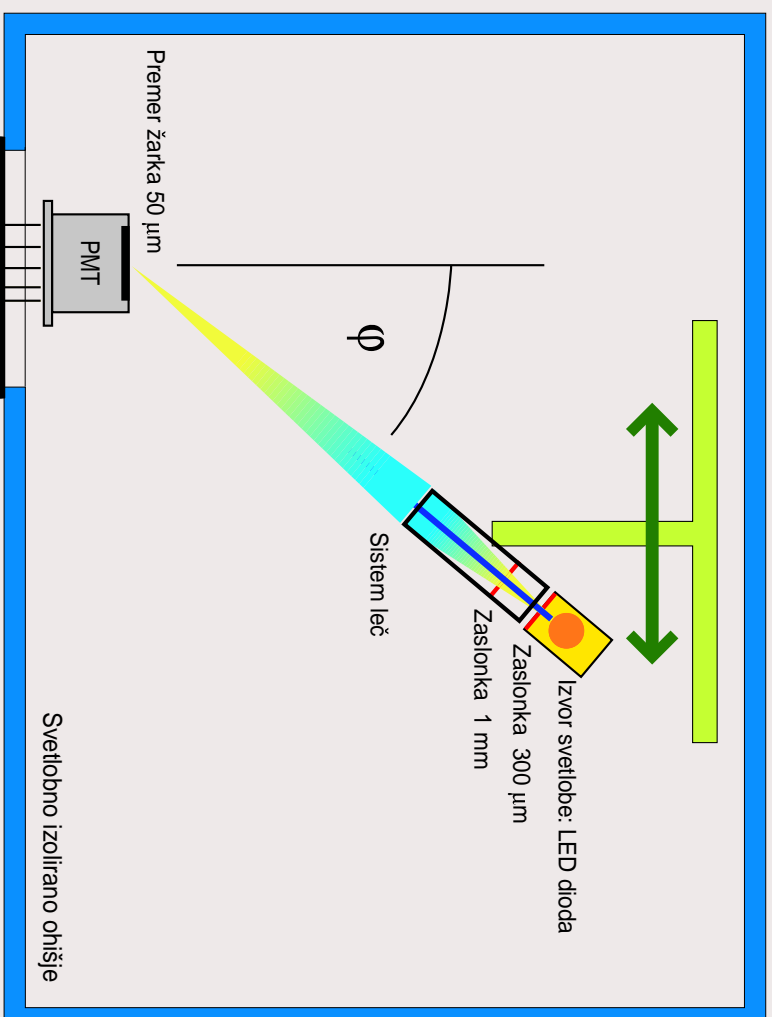 Izvor svetlobe: LED dioda
Zaslonka 300 μm
Zaslonka 1 mm
Sistem leč
φ
Premer žarka 50 μm
PMT
Svetlobno izolirano ohišje